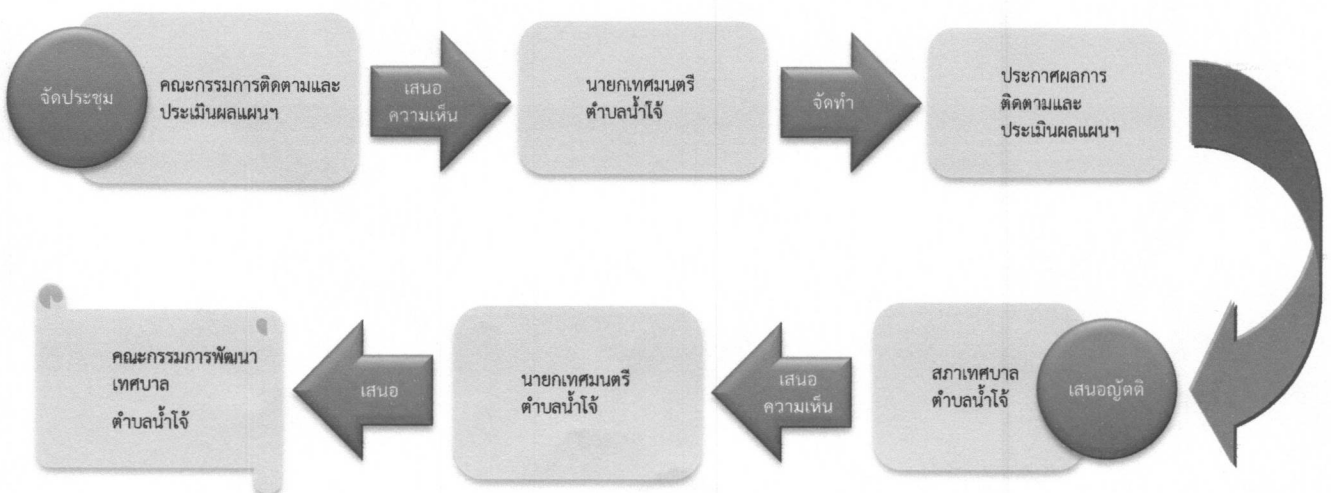 จัดประชุม
คณะกรรมการติดตามและ
ประเมินผลแผนฯ
เสนอ
ความเห็น
นายกเทศมนตรี
ตำบลน้ำโจ้
จัดทำ
ประกาศผลการ
ติดตามและ
ประเมินผลแผนฯ
เสนอญัตติ
สภาเทศบาล
ตำบลน้ำโจ้
เสนอ
ความเห็น
นายกเทศมนตรี
ตำบลน้ำโจ้
เสนอ
คณะกรรมการพัฒนา
เทศบาล
ตำบลน้ำโจ้